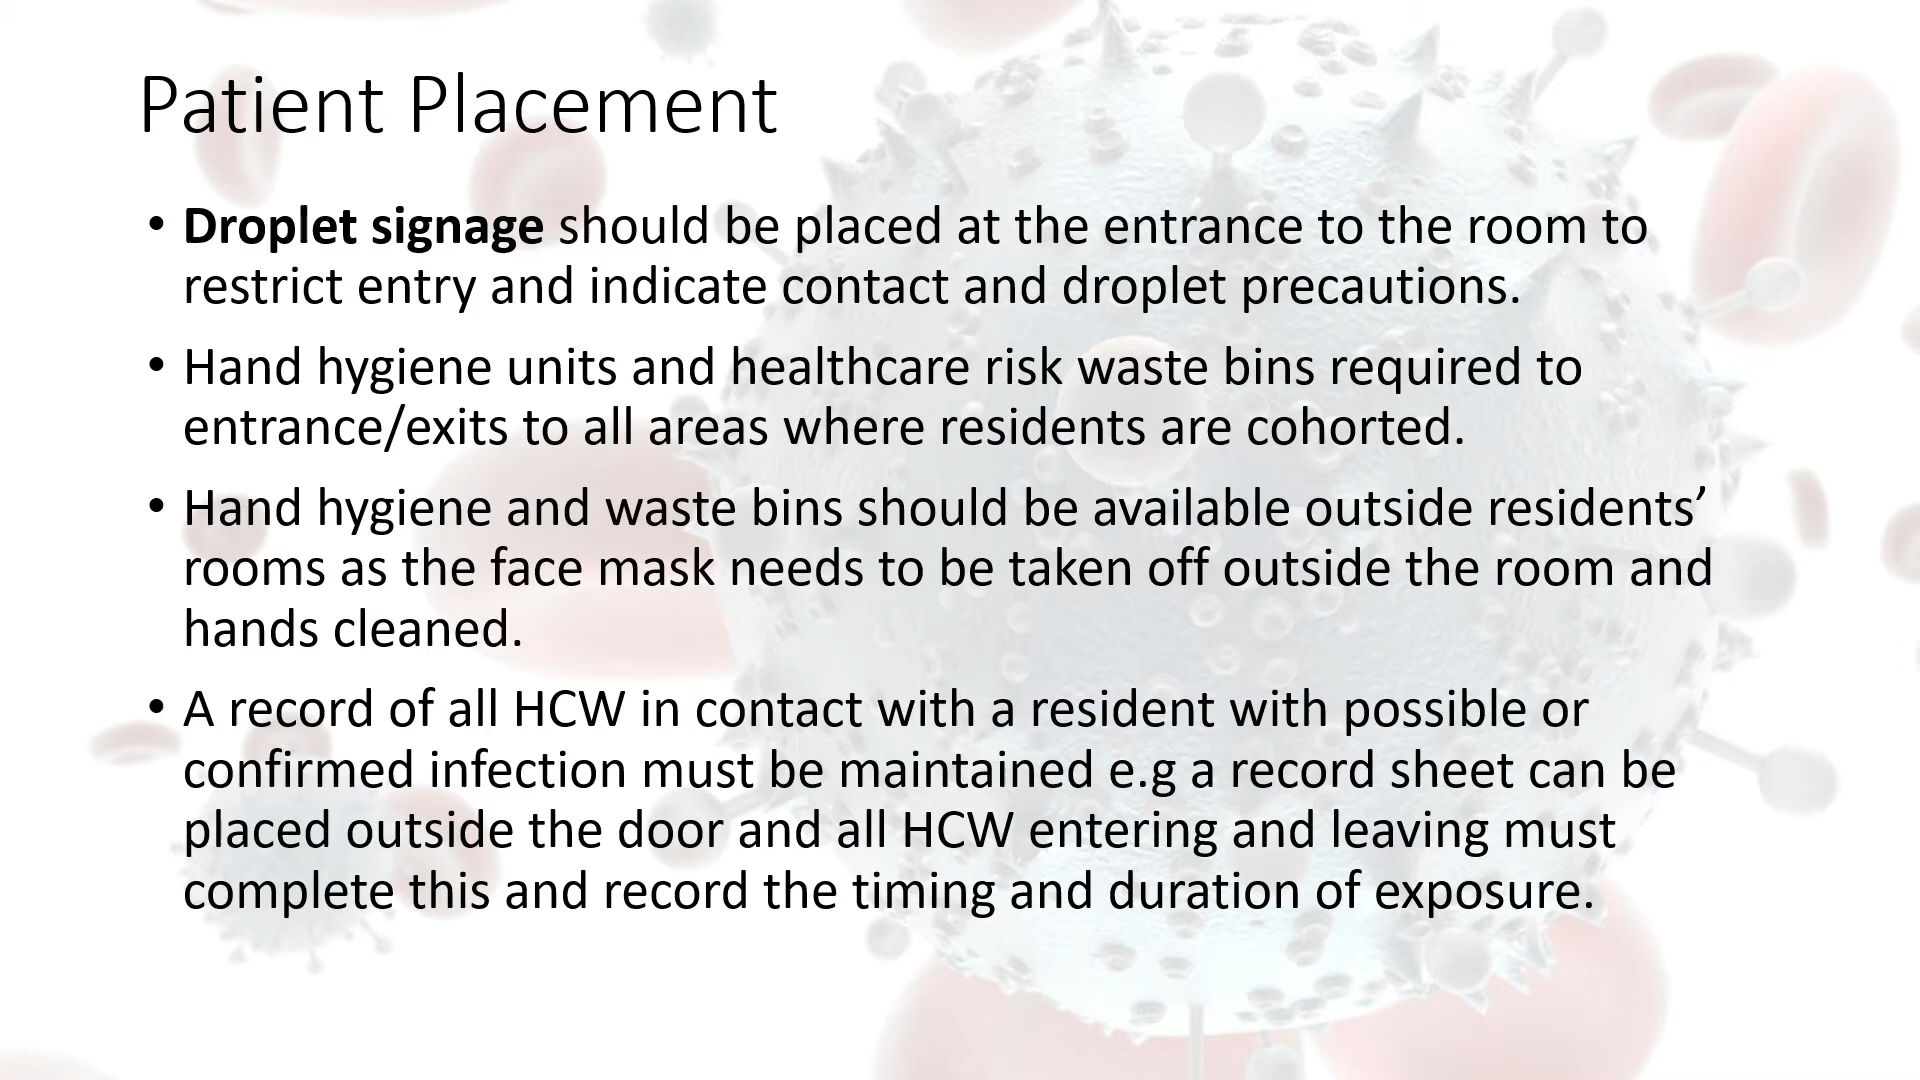 Patient Placement
• Droplet signage should be placed at the entrance to the room to
restrict entry and indicate contact and droplet precautions.
• Hand hygiene units and healthcare risk waste bins required to
entrance/exits to all areas where residents are cohorted.
• Hand hygiene and waste bins should be available outside residents’
rooms as the face mask needs to be taken off outside the room and
hands cleaned.
• A record of all HCW in contact with a resident with possible or
confirmed infection must be maintained e.g a record sheet can be
placed outside the door and all HCW entering and leaving must
complete this and record the timing and duration of exposure.